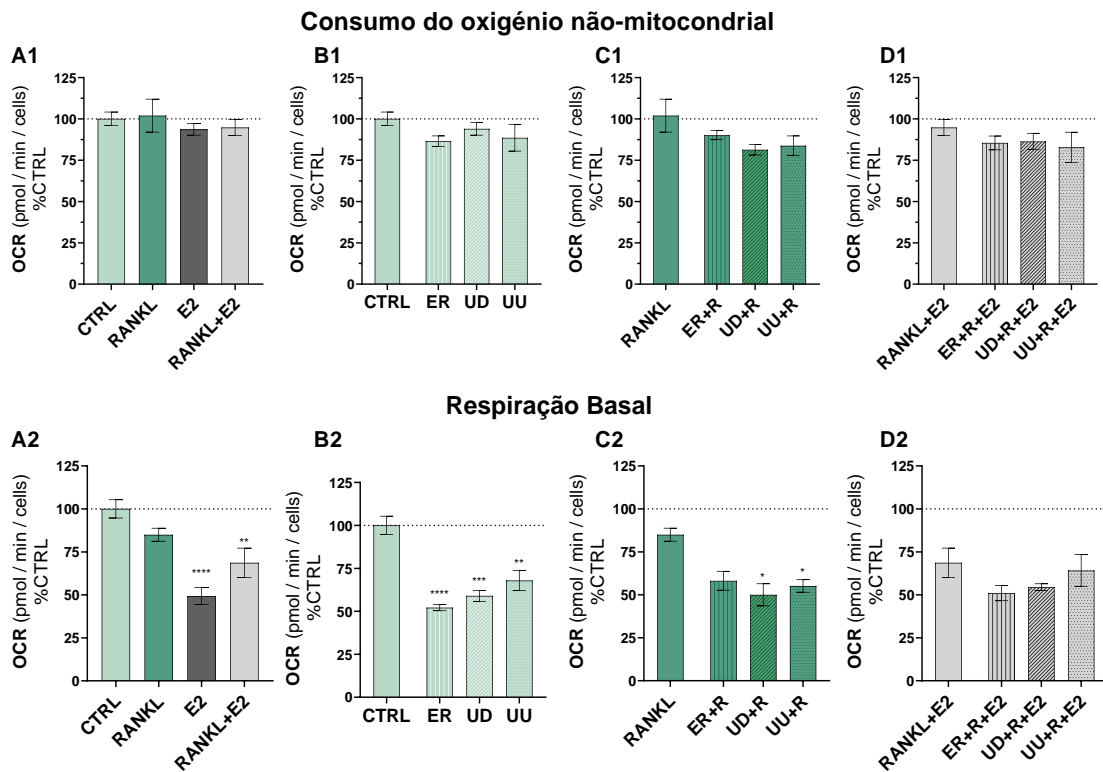 Consumo do oxigénio não-mitocondrial
A1
OCR (pmol / min / cells)
%CTRL
125
100
75
50
25
0
CTRL
RANKL
E2
RANKL+E2
B1
OCR (pmol / min / cells)
%CTRL
125
100
75
50
25
0
CTRL ER UD UU
C1
OCR (pmol / min / cells)
%CTRL
125
100
75
50
25
0
RANKL
ER+R
UD+R
UU+R
D1
OCR (pmol / min / cells)
%CTRL
125
100
75
50
25
0
RANKL+E2
ER+R+E2
UD+R+E2
UU+R+E2
Respiração Basal
A2
OCR (pmol / min / cells)
%CTRL
125
100
75
50
25
0
****
**
CTRL
RANKL
E2
RANKL+E2
B2
OCR (pmol / min / cells)
%CTRL
125
100
75
50
25
0
****
***
**
CTRL ER UD UU
C2
OCR (pmol / min / cells)
%CTRL
125
100
75
50
25
0
*
*
RANKL
ER+R
UD+R
UU+R
D2
OCR (pmol / min / cells)
%CTRL
125
100
75
50
25
0
RANKL+E2
ER+R+E2
UD+R+E2
UU+R+E2